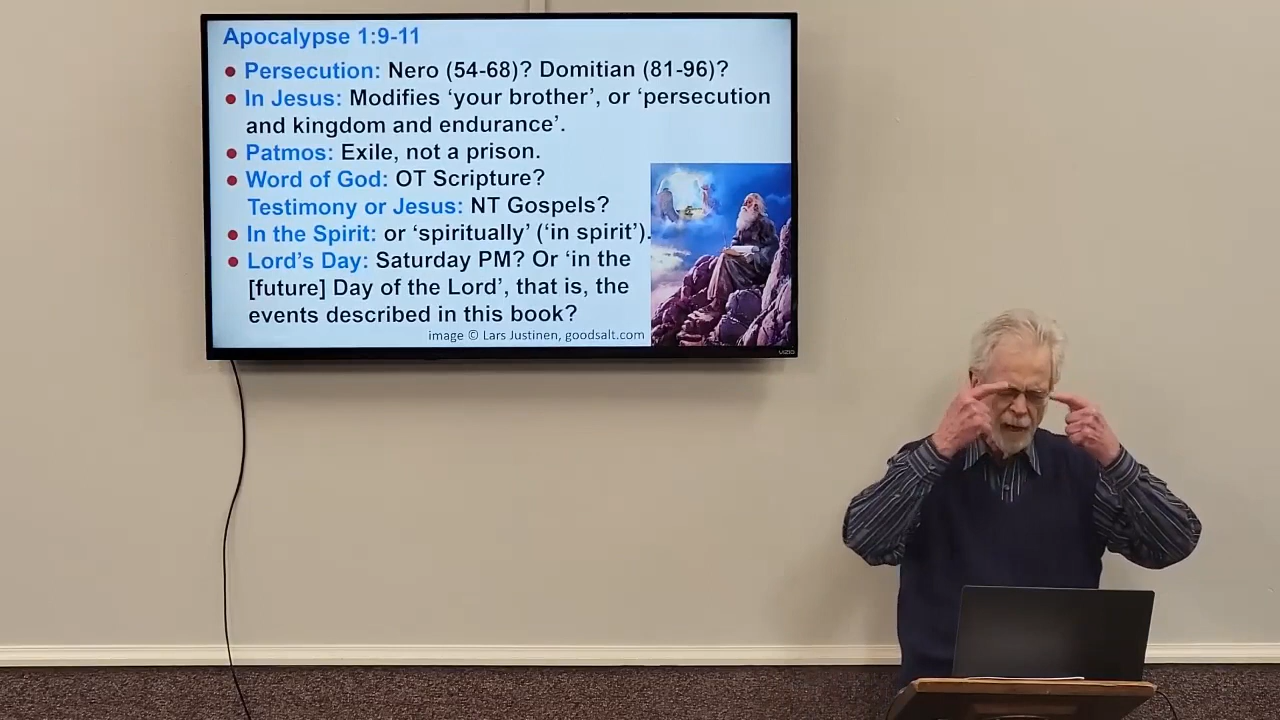 Apocalypse 1:9-11
● Persecution: Nero (54-68)? Domitian (81-96)?
● In Jesus: Modifies ‘your brother’, or ‘persecution
and kingdom and endurance’.
● Patmos: Exile, not a prison.
● Word of God: OT Scripture?
Testimony or Jesus: NT Gospels?
● In the Spirit: or ‘spiritually’ (‘in spirit’).
● Lord’s Day: Saturday PM? Or ‘in the
[future] Day of the Lord’, that is, the
events described in this book?
image © Lars Justinen, goodsalt.com
VIZIO